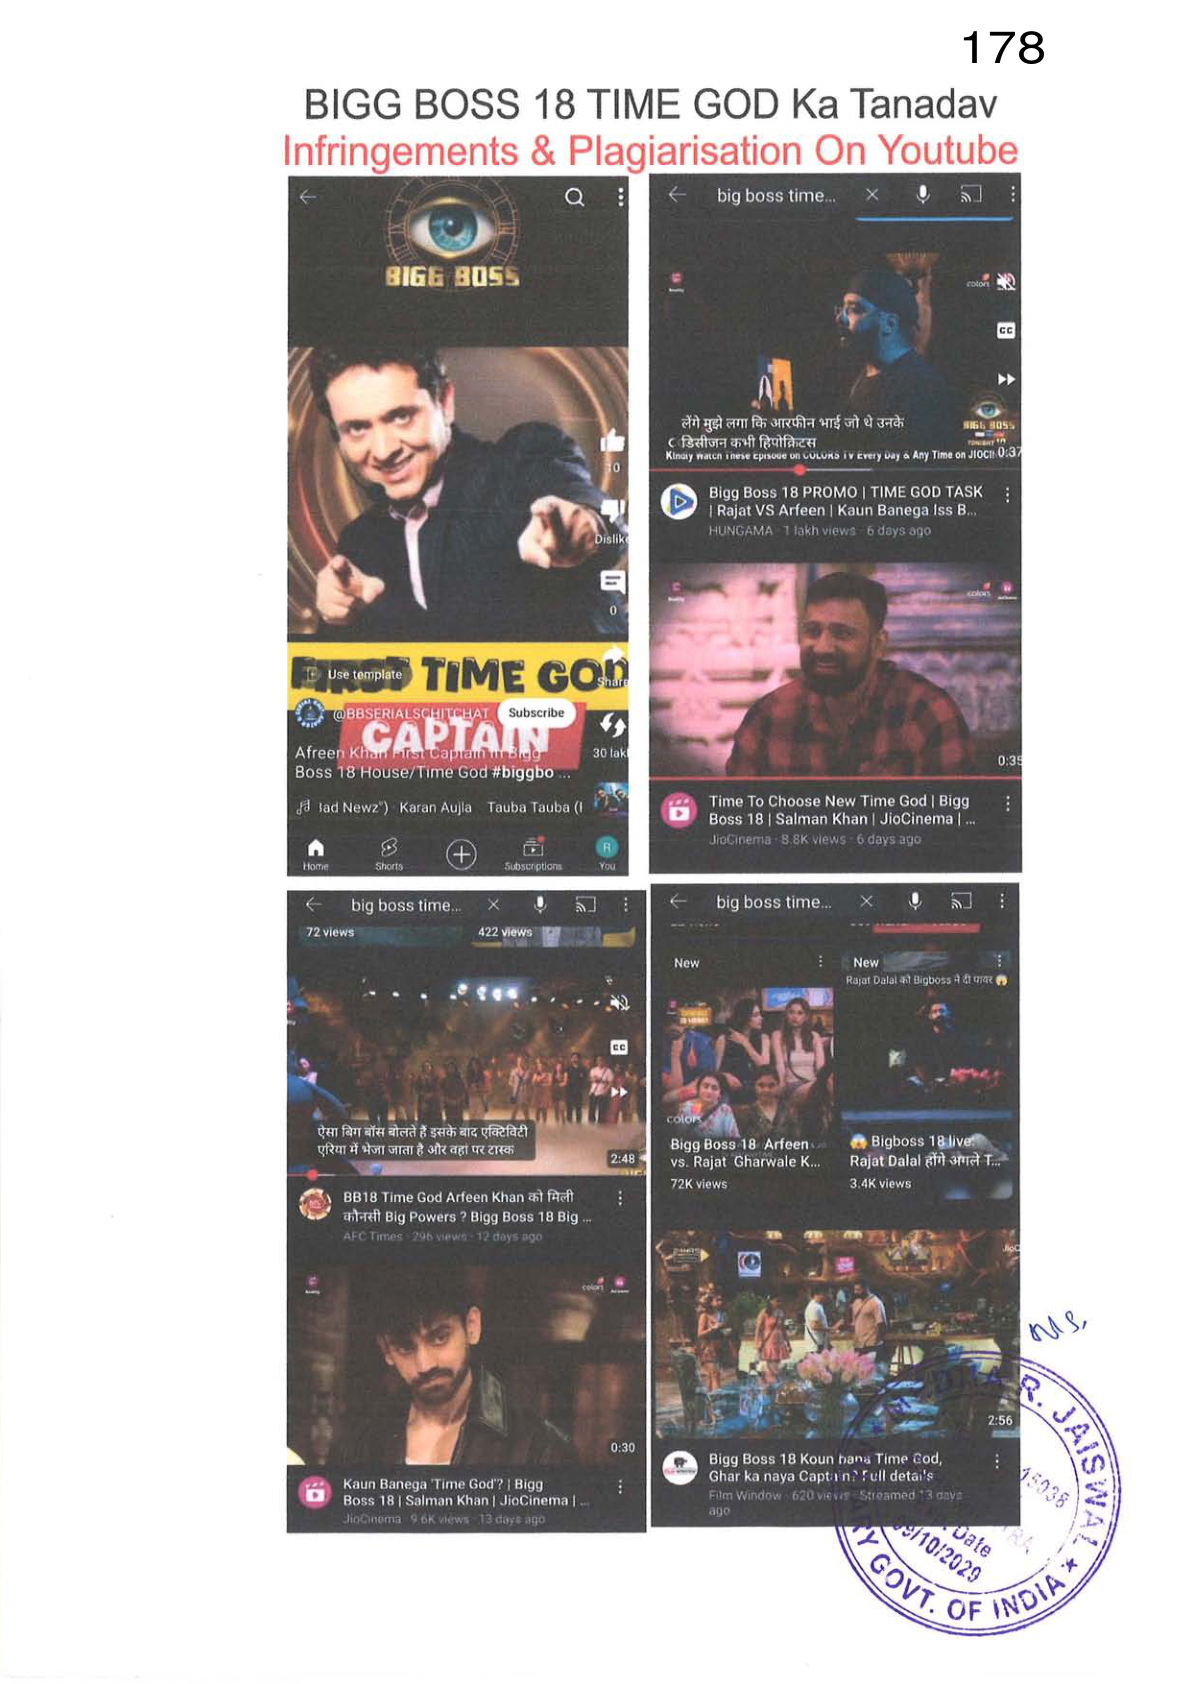 178
BIGG BOSS 18 TIME GOD Ka Tanadav
Infringements & Plagiarisation On Youtube
BIGG BOSS
10
Dislike
0
FIRST TIME GOD
Use template
Share
@BBSERIALSCHITCHAT
Subscribe
CAPTAIN
Afreen Khan First Captain In Bigg
30 lak
Boss 18 House/Time God #biggbo ...
lad Newz") Karan Aujla Tauba Tauba (I
Home
Shorts
Subscriptions
You
R
big boss time...
colors
CC
लेंगे मुझे लगा कि आरफीन भाई जो थे उनके
डिसीजन कभी हिपोक्रिटस
BIGG BOSS
Kindly Watch These Episode on COLORS TV Every Day & Any Time on JIOCI
0:37
Bigg Boss 18 PROMO | TIME GOD TASK
| Rajat VS Arfeen | Kaun Banega Iss B...
HUNGAMA · 1 lakh views · 6 days ago
colors
0:35
Time To Choose New Time God | Bigg
Boss 18 | Salman Khan | JioCinema | ...
JioCinema · 8.8K views · 6 days ago
big boss time...
72 views
422 views
CC
ऐसा बिग बॉस बोलते हैं इसके बाद एक्टिविटी
एरिया में भेजा जाता है और वहां पर टास्क
2:48
BB18 Time God Arfeen Khan को मिली
कौनसी Big Powers ? Bigg Boss 18 Big ...
AFC Times · 296 views · 12 days ago
colors
0:30
Kaun Banega 'Time God'? | Bigg
Boss 18 | Salman Khan | JioCinema | ...
JioCinema · 9.6K views · 13 days ago
big boss time...
New
New
Rajat Dalal को Bigboss ने दी पावर
colors
Bigg Boss 18 Arfeen
vs. Rajat Gharwale K...
72K views
Bigboss 18 live:
Rajat Dalal होंगे अगले T...
3.4K views
2:56
Bigg Boss 18 Koun bana Time God,
Ghar ka naya Captain? Full details
Film Window · 620 views · Streamed 13 days
ago
R. JAISWAL
15038
Date
09/10/2029
GOVT. OF INDIA